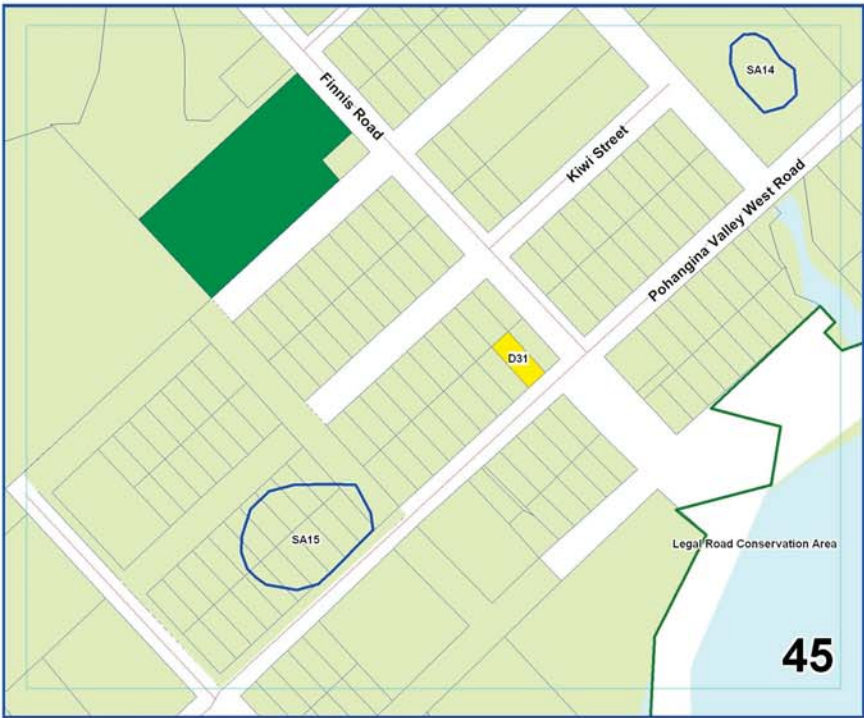 SA14
Finnis Road
Kiwi Street
Pohangina Valley West Road
D31
SA15
Legal Road Conservation Area
45